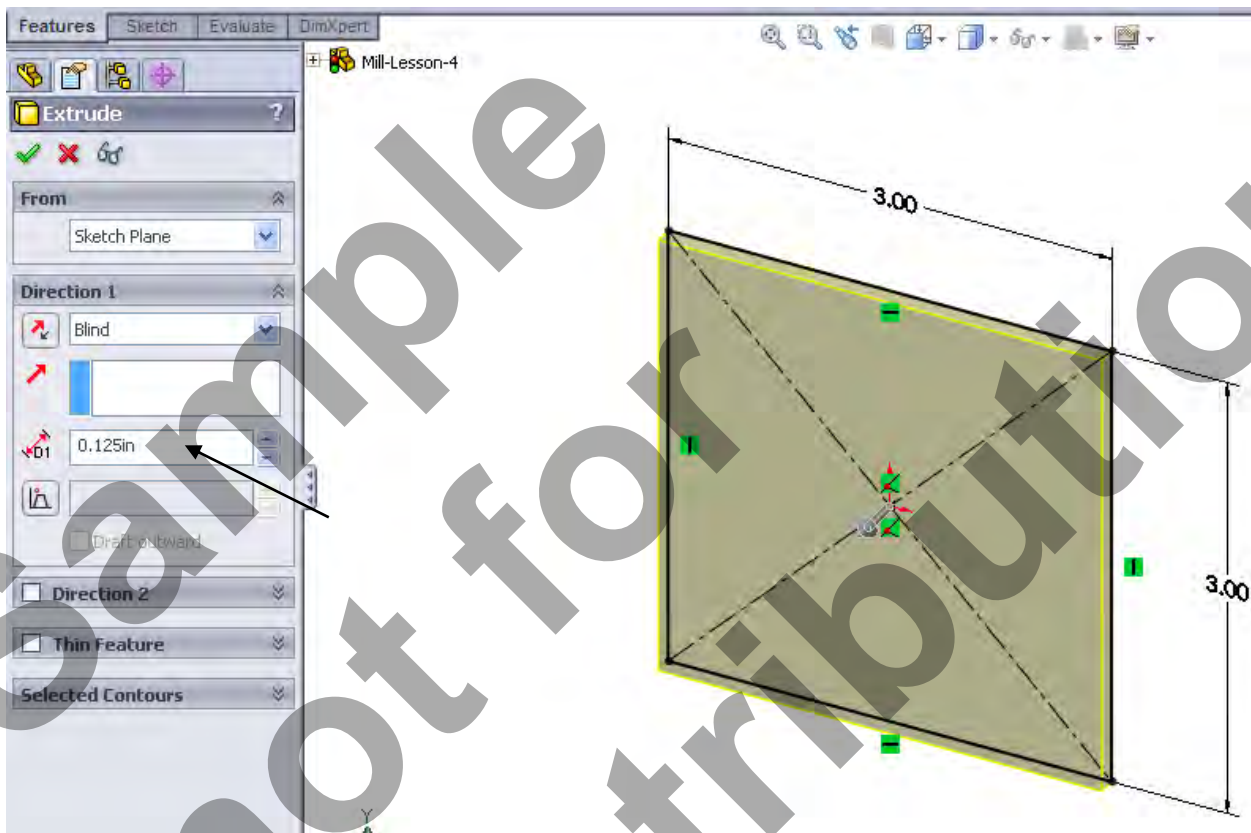 Features Sketch Evaluate DimXpert
Mill-Lesson-4
Extrude ?
From
Sketch Plane
Direction 1
Blind
D1 0.125in
Draft outward
Direction 2
Thin Feature
Selected Contours
3.00
3.00
Y
Sample
not for
tribution